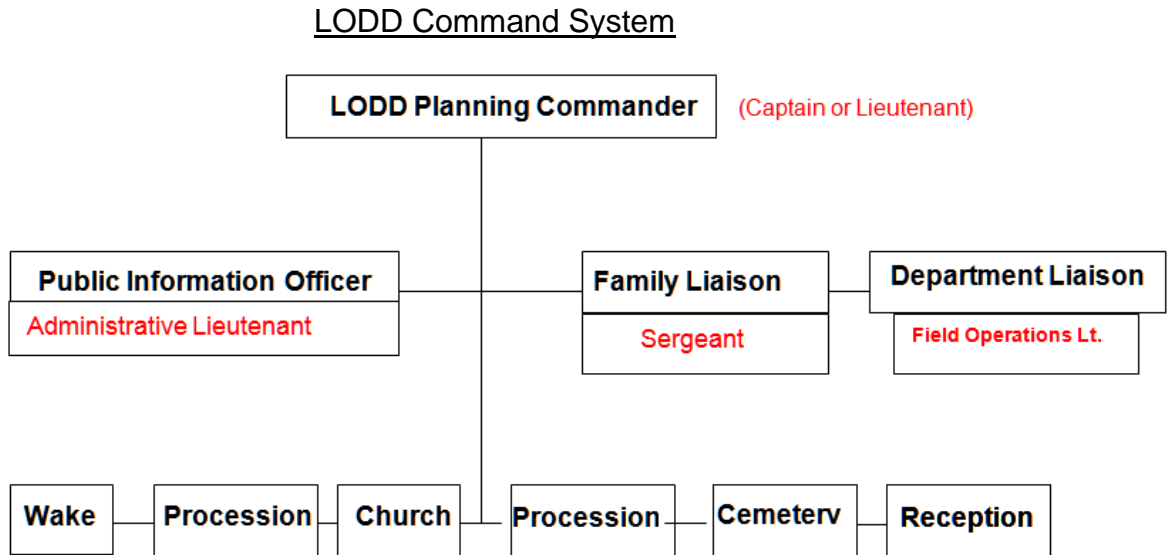 LODD Command System
LODD Planning Commander
(Captain or Lieutenant)
Public Information Officer
Administrative Lieutenant
Family Liaison
Sergeant
Department Liaison
Field Operations Lt.
Wake
Procession
Church
Procession
Cemetery
Reception